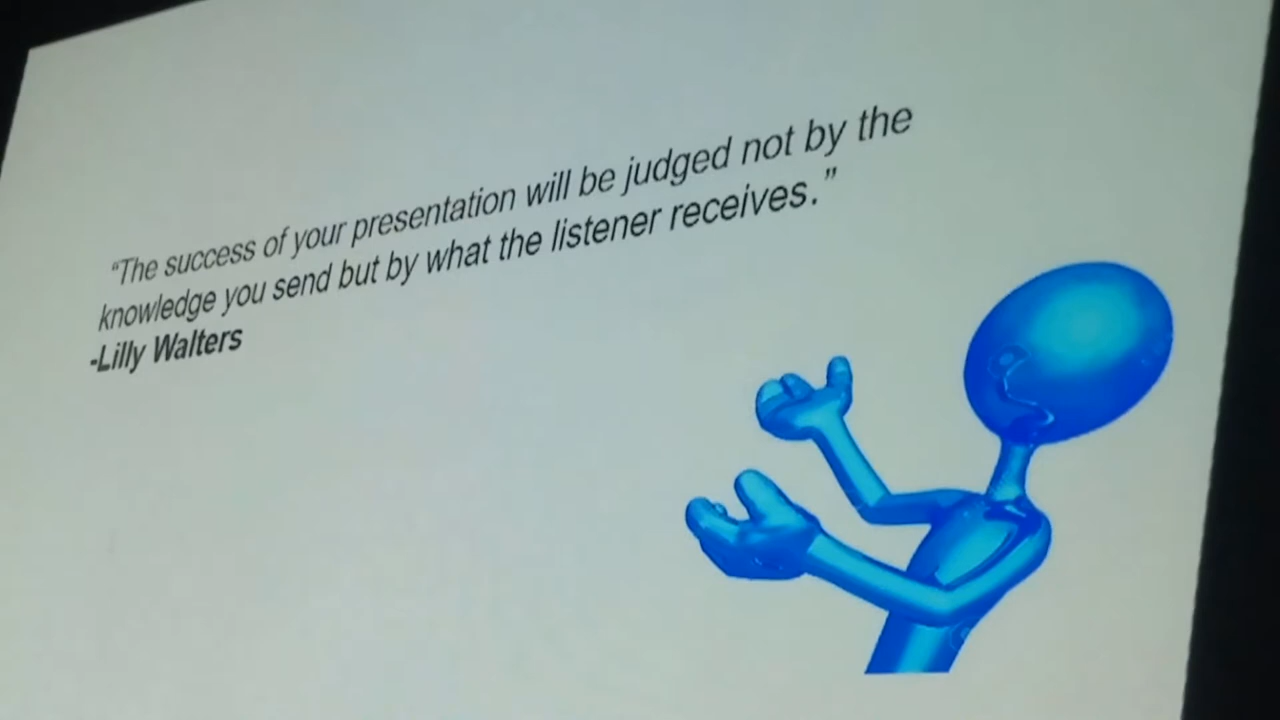 “The success of your presentation will be judged not by the
knowledge you send but by what the listener receives.”
-Lilly Walters